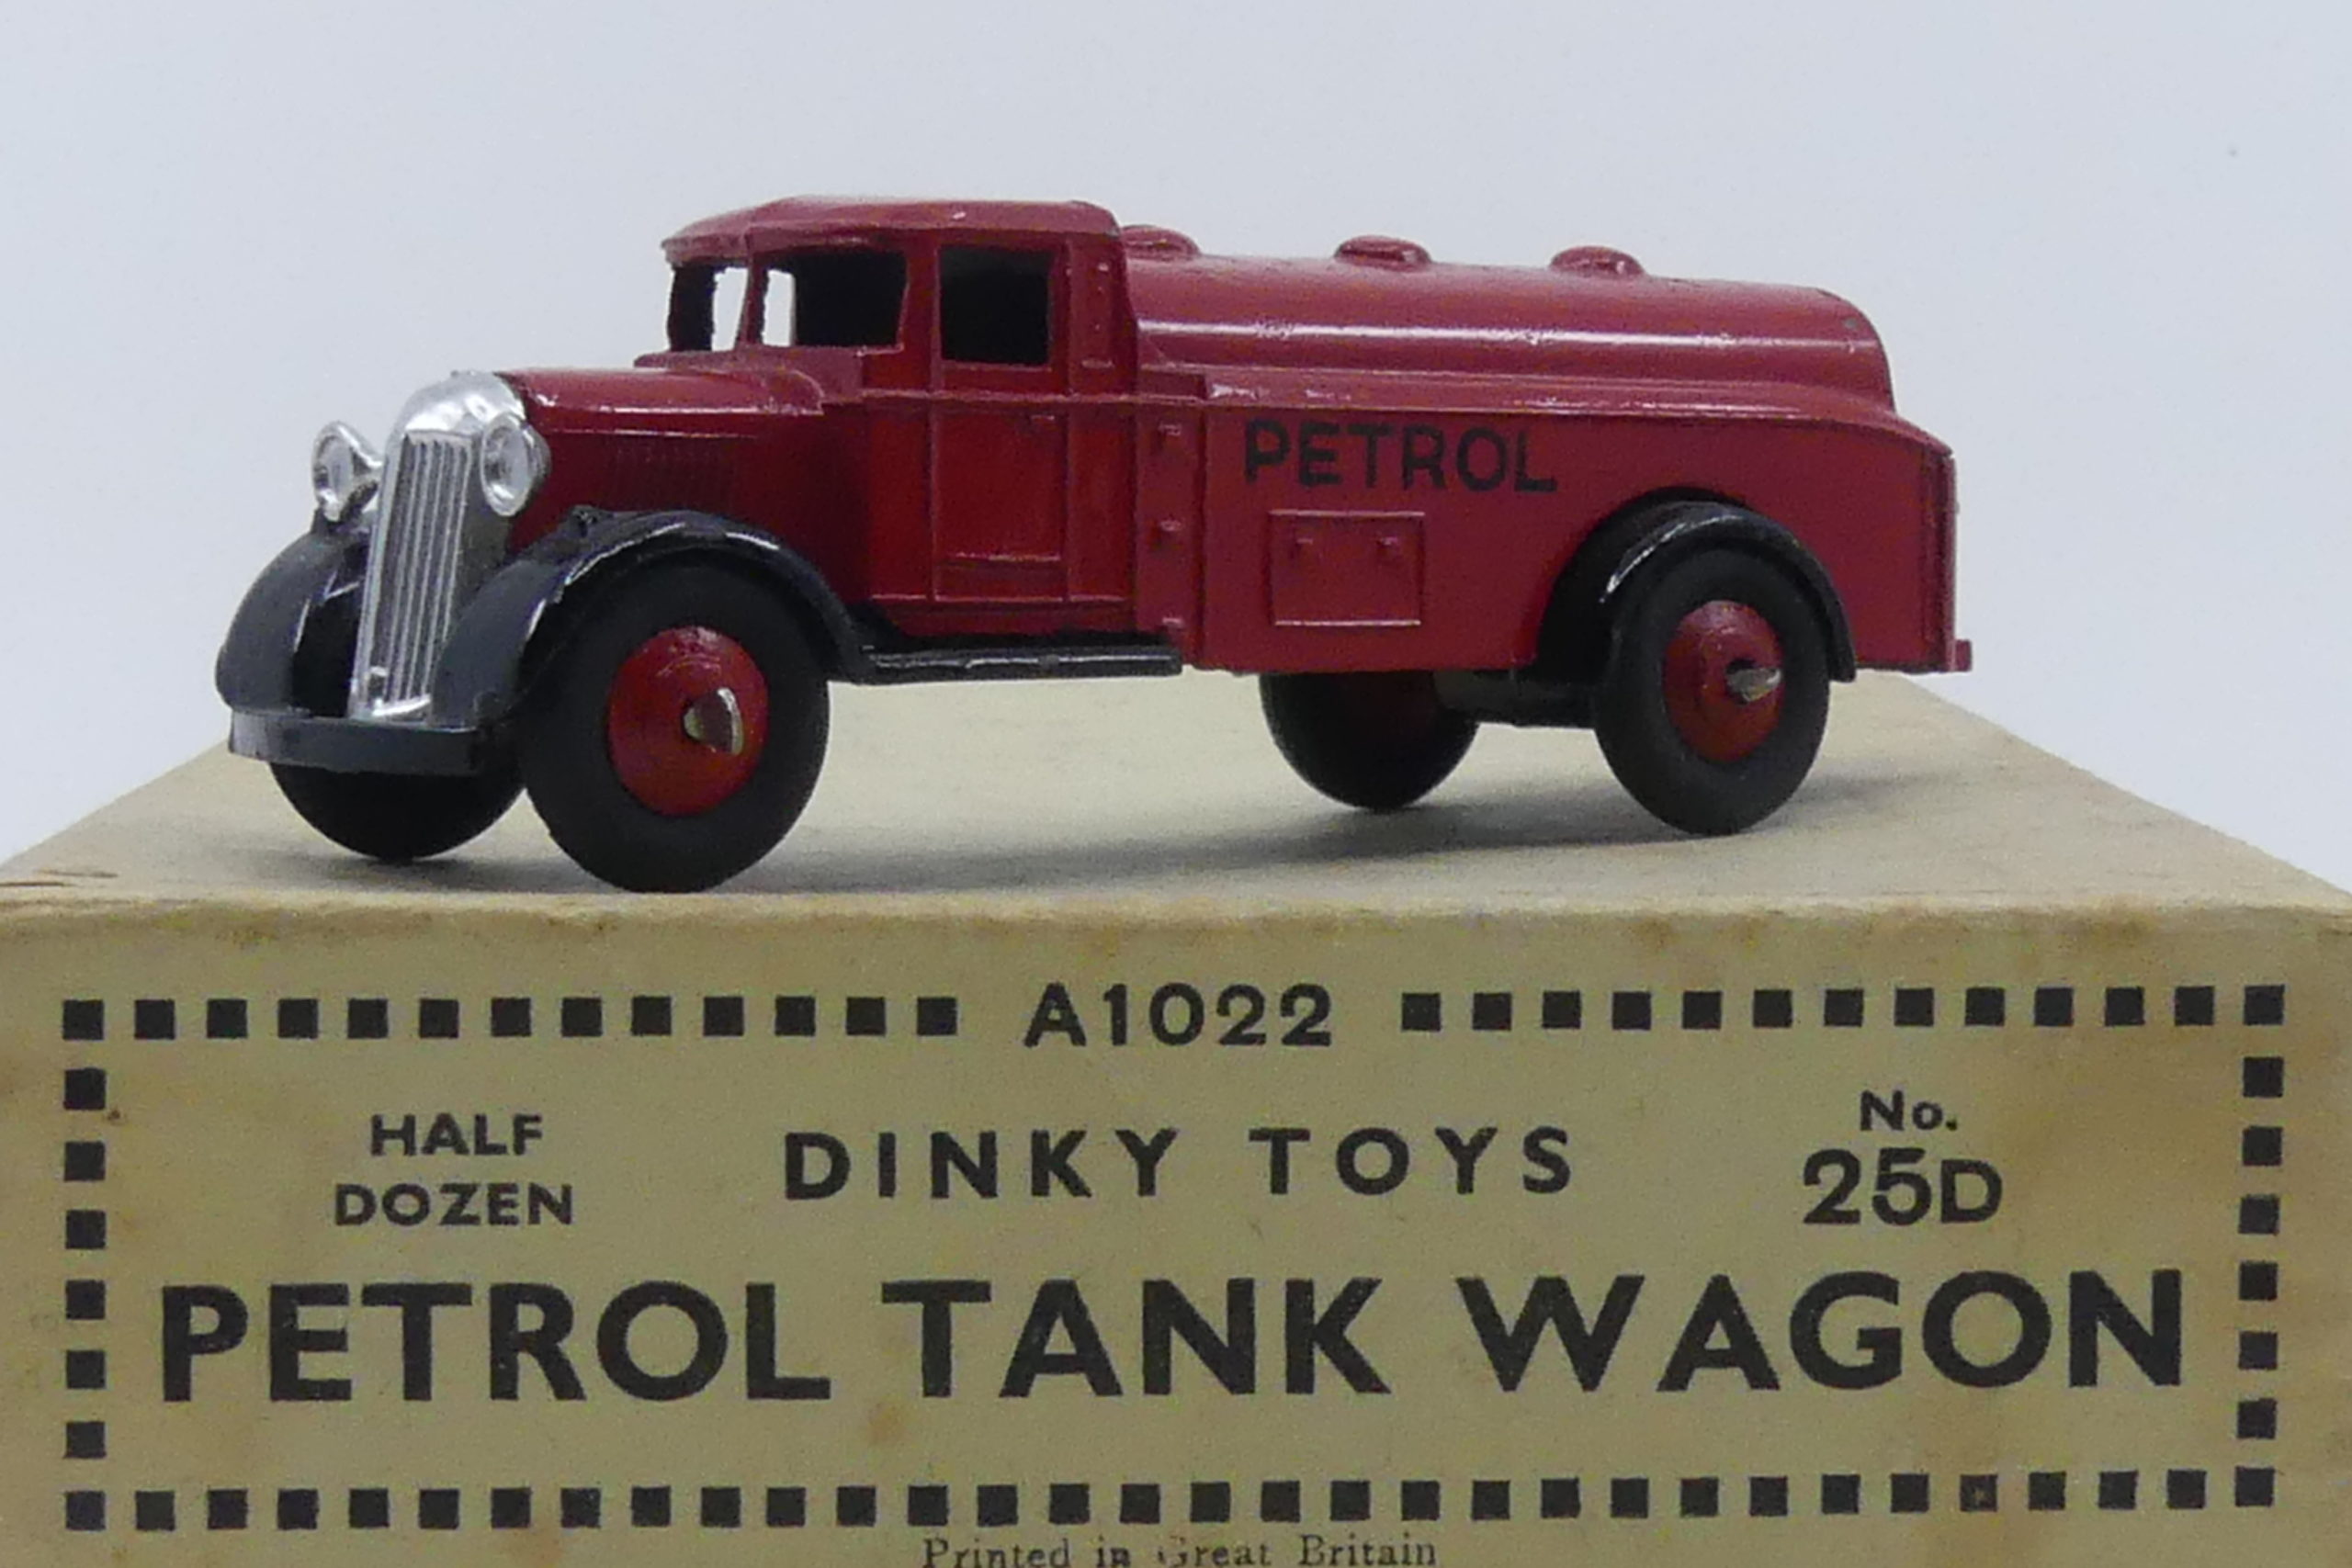 PETROL
A1022
HALF
DOZEN
DINKY TOYS
No.
25D
PETROL TANK WAGON
Printed in Great Britain